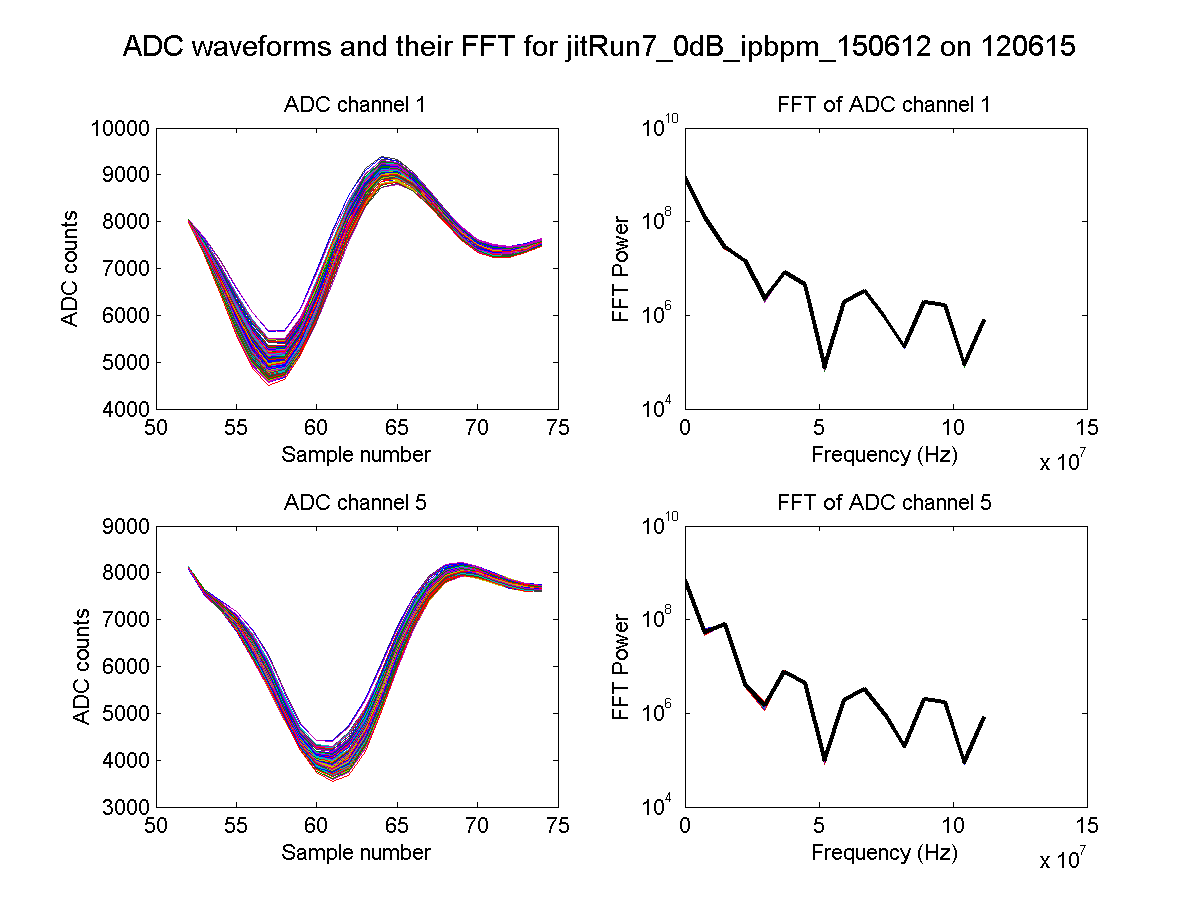 ADC waveforms and their FFT for jitRun7_0dB_ipbpm_150612 on 120615
ADC channel 1
10000
9000
8000
7000
6000
5000
4000
ADC counts
50 55 60 65 70 75
Sample number
FFT of ADC channel 1
10^10
10^8
10^6
10^4
FFT Power
0 5 10 15
Frequency (Hz)
x 10^7
ADC channel 5
9000
8000
7000
6000
5000
4000
3000
ADC counts
50 55 60 65 70 75
Sample number
FFT of ADC channel 5
10^10
10^8
10^6
10^4
FFT Power
0 5 10 15
Frequency (Hz)
x 10^7